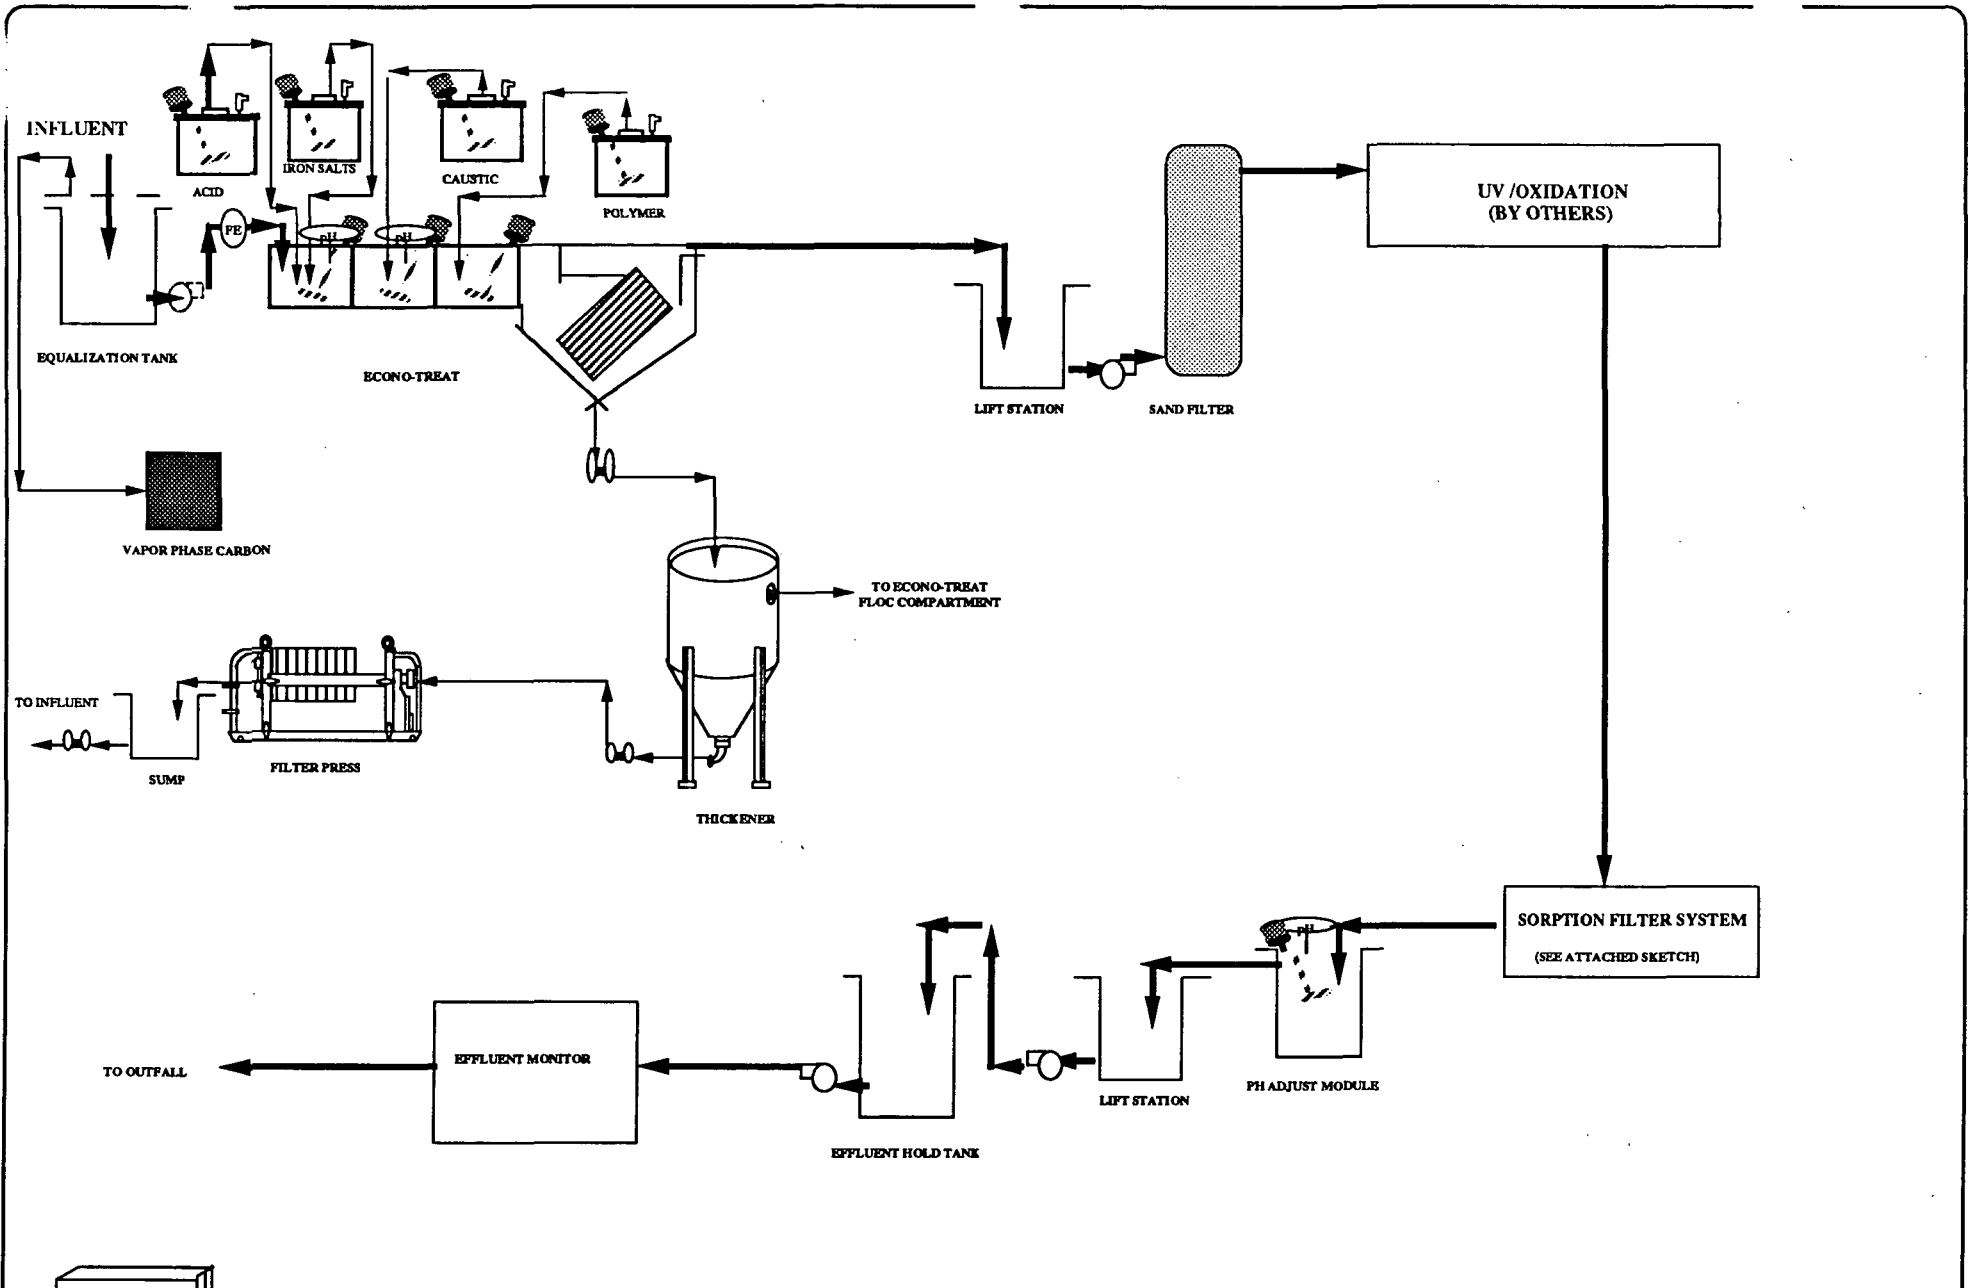 INFLUENT
ACID
IRON SALTS
CAUSTIC
POLYMER
FE
pH
pH
EQUALIZATION TANK
ECONO-TREAT
LIFT STATION
SAND FILTER
UV /OXIDATION
(BY OTHERS)
VAPOR PHASE CARBON
TO ECONO-TREAT
FLOC COMPARTMENT
TO INFLUENT
SUMP
FILTER PRESS
THICKENER
SORPTION FILTER SYSTEM
(SEE ATTACHED SKETCH)
pH
PH ADJUST MODULE
LIFT STATION
EFFLUENT HOLD TANK
EFFLUENT MONITOR
TO OUTFALL